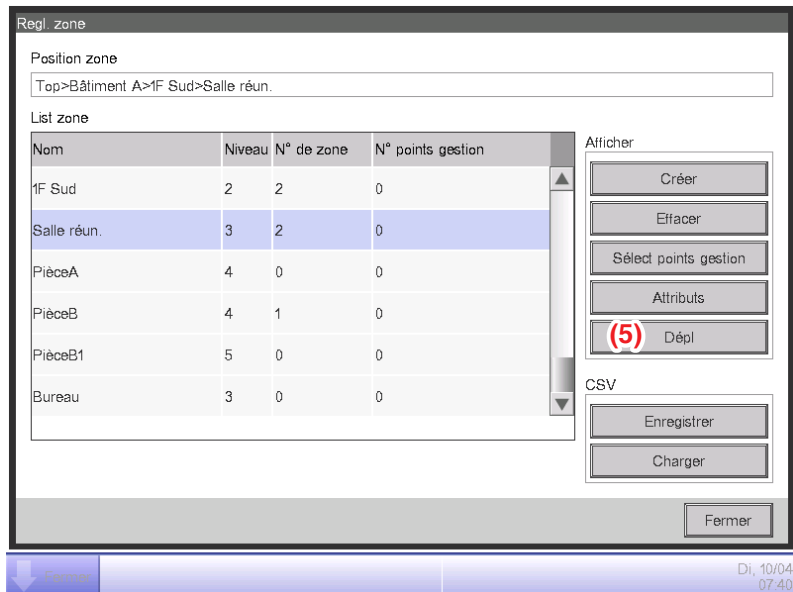 Regl. zone
Position zone
Top>Bâtiment A>1F Sud>Salle réun.
List zone
Nom Niveau N° de zone N° points gestion
1F Sud 2 2 0
Salle réun. 3 2 0
PièceA 4 0 0
PièceB 4 1 0
PièceB1 5 0 0
Bureau 3 0 0
Afficher
Créer
Effacer
Sélect points gestion
Attributs
(5) Dépl
CSV
Enregistrer
Charger
Fermer
Fermer
Di, 10/04
07:40